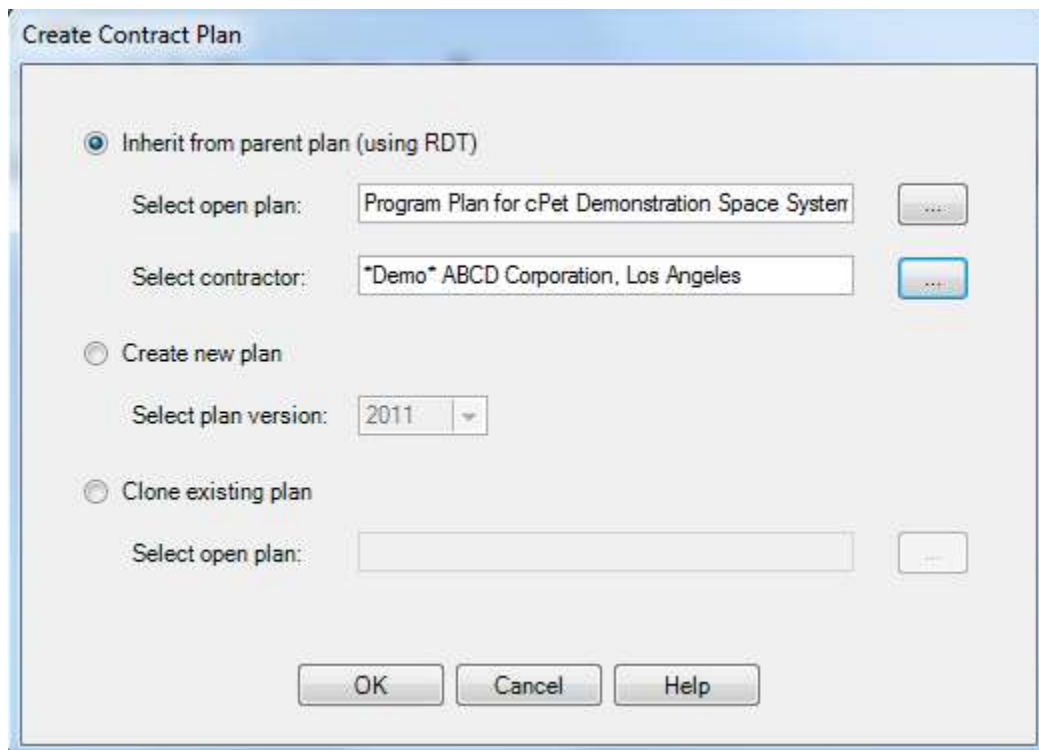 Create Contract Plan
Inherit from parent plan (using RDT)
Select open plan: Program Plan for cPet Demonstration Space System ...
Select contractor: *Demo* ABCD Corporation, Los Angeles ...
Create new plan
Select plan version: 2011
Clone existing plan
Select open plan: ...
OK Cancel Help